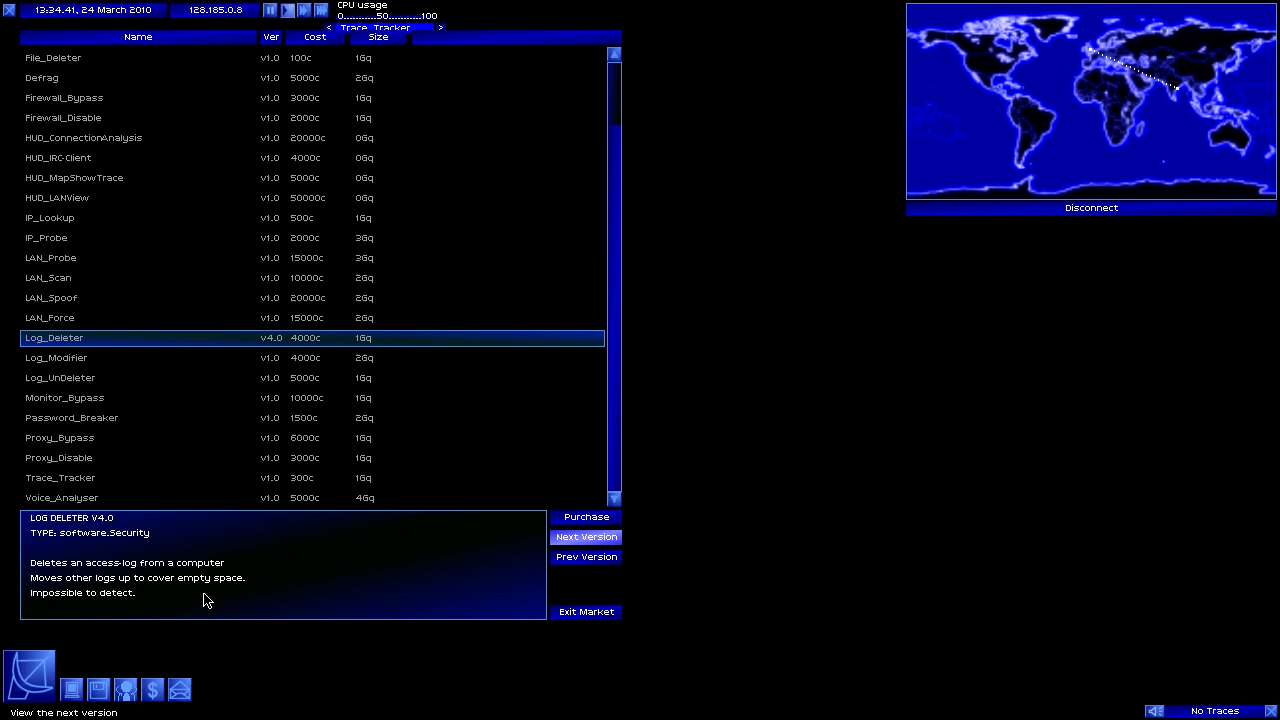 13:34.41, 24 March 2010
128.185.0.8
CPU usage
0...........50...........100
< Trace_Tracker >
Name Ver Cost Size
File_Deleter v1.0 100c 1Gq
Defrag v1.0 5000c 2Gq
Firewall_Bypass v1.0 3000c 1Gq
Firewall_Disable v1.0 2000c 1Gq
HUD_ConnectionAnalysis v1.0 20000c 0Gq
HUD_IRC-Client v1.0 4000c 0Gq
HUD_MapShowTrace v1.0 5000c 0Gq
HUD_LANView v1.0 50000c 0Gq
IP_Lookup v1.0 500c 1Gq
IP_Probe v1.0 2000c 3Gq
LAN_Probe v1.0 15000c 3Gq
LAN_Scan v1.0 10000c 2Gq
LAN_Spoof v1.0 20000c 2Gq
LAN_Force v1.0 15000c 2Gq
Log_Deleter v4.0 4000c 1Gq
Log_Modifier v1.0 4000c 2Gq
Log_UnDeleter v1.0 5000c 1Gq
Monitor_Bypass v1.0 10000c 1Gq
Password_Breaker v1.0 1500c 2Gq
Proxy_Bypass v1.0 6000c 1Gq
Proxy_Disable v1.0 3000c 1Gq
Trace_Tracker v1.0 300c 1Gq
Voice_Analyser v1.0 5000c 4Gq
LOG DELETER V4.0
TYPE: software.Security
Deletes an access-log from a computer
Moves other logs up to cover empty space.
Impossible to detect.
Purchase
Next Version
Prev Version
Exit Market
Disconnect
View the next version
No Traces